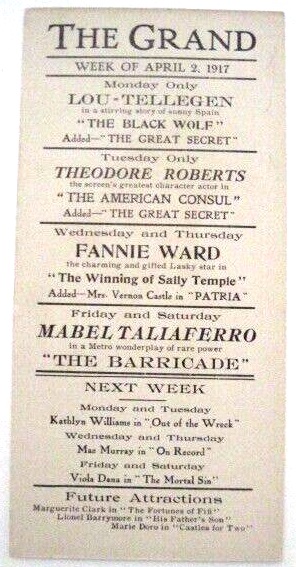 THE GRAND
WEEK OF APRIL 2, 1917
Monday Only
LOU-TELLEGEN
in a stirring story of sunny Spain
"THE BLACK WOLF"
Added—"THE GREAT SECRET"
Tuesday Only
THEODORE ROBERTS
the screen's greatest character actor in
"THE AMERICAN CONSUL"
Added—"THE GREAT SECRET"
Wednesday and Thursday
FANNIE WARD
the charming and gifted Lasky star in
"The Winning of Sally Temple"
Added—Mrs. Vernon Castle in "PATRIA"
Friday and Saturday
MABEL TALIAFERRO
in a Metro wonderplay of rare power
"THE BARRICADE"
NEXT WEEK
Monday and Tuesday
Kathlyn Williams in "Out of the Wreck"
Wednesday and Thursday
Mae Murray in "On Record"
Friday and Saturday
Viola Dana in "The Mortal Sin"
Future Attractions
Marguerite Clark in "The Fortunes of Fifi"
Lionel Barrymore in "His Father's Son"
Marie Doro in "Castles for Two"